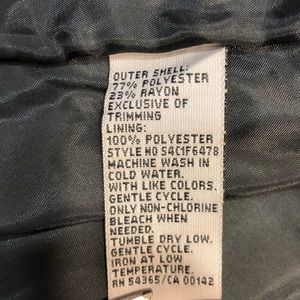 OUTER SHELL:
77% POLYESTER
23% RAYON
EXCLUSIVE OF
TRIMMING
LINING:
100% POLYESTER
STYLE NO S4C1F6478
MACHINE WASH IN
COLD WATER.
WITH LIKE COLORS.
GENTLE CYCLE.
ONLY NON-CHLORINE
BLEACH WHEN
NEEDED.
TUMBLE DRY LOW.
GENTLE CYCLE.
IRON AT LOW
TEMPERATURE.
RN 54365/CA 00142